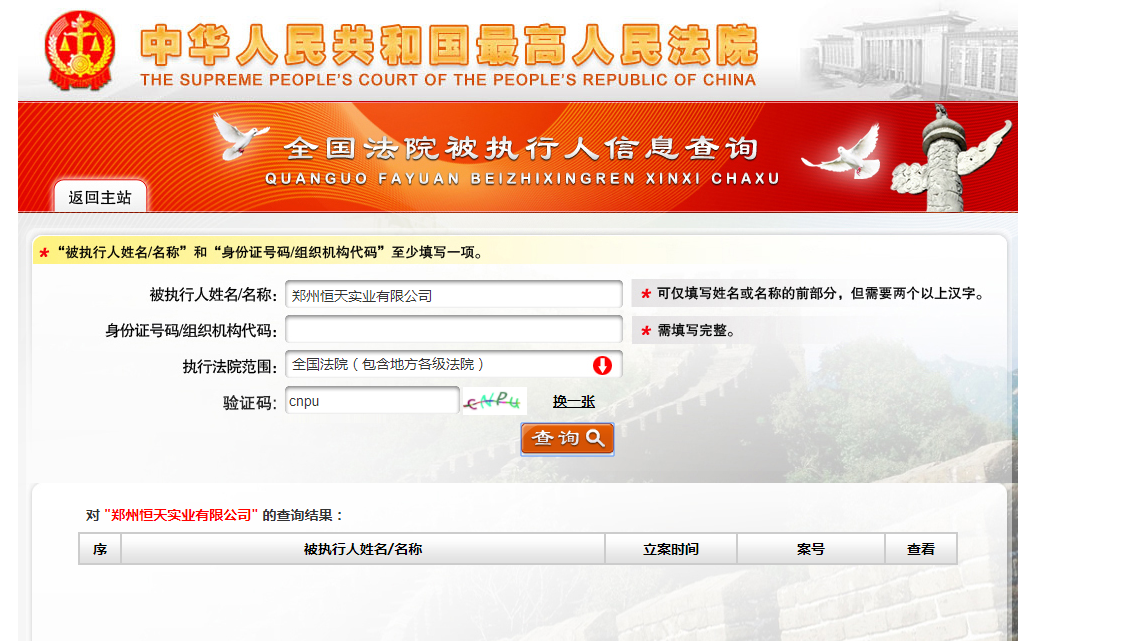 中华人民共和国最高人民法院
THE SUPREME PEOPLE'S COURT OF THE PEOPLE'S REPUBLIC OF CHINA
全国法院被执行人信息查询
QUANGUO FAYUAN BEIZHIXINGREN XINXI CHAXU
返回主站
* “被执行人姓名/名称”和“身份证号码/组织机构代码”至少填写一项。
被执行人姓名/名称: 郑州恒天实业有限公司 * 可仅填写姓名或名称的前部分，但需要两个以上汉字。
身份证号码/组织机构代码: * 需填写完整。
执行法院范围: 全国法院（包含地方各级法院）
验证码: cnpu cNPu 换一张
查询
对 "郑州恒天实业有限公司" 的查询结果：
序 被执行人姓名/名称 立案时间 案号 查看